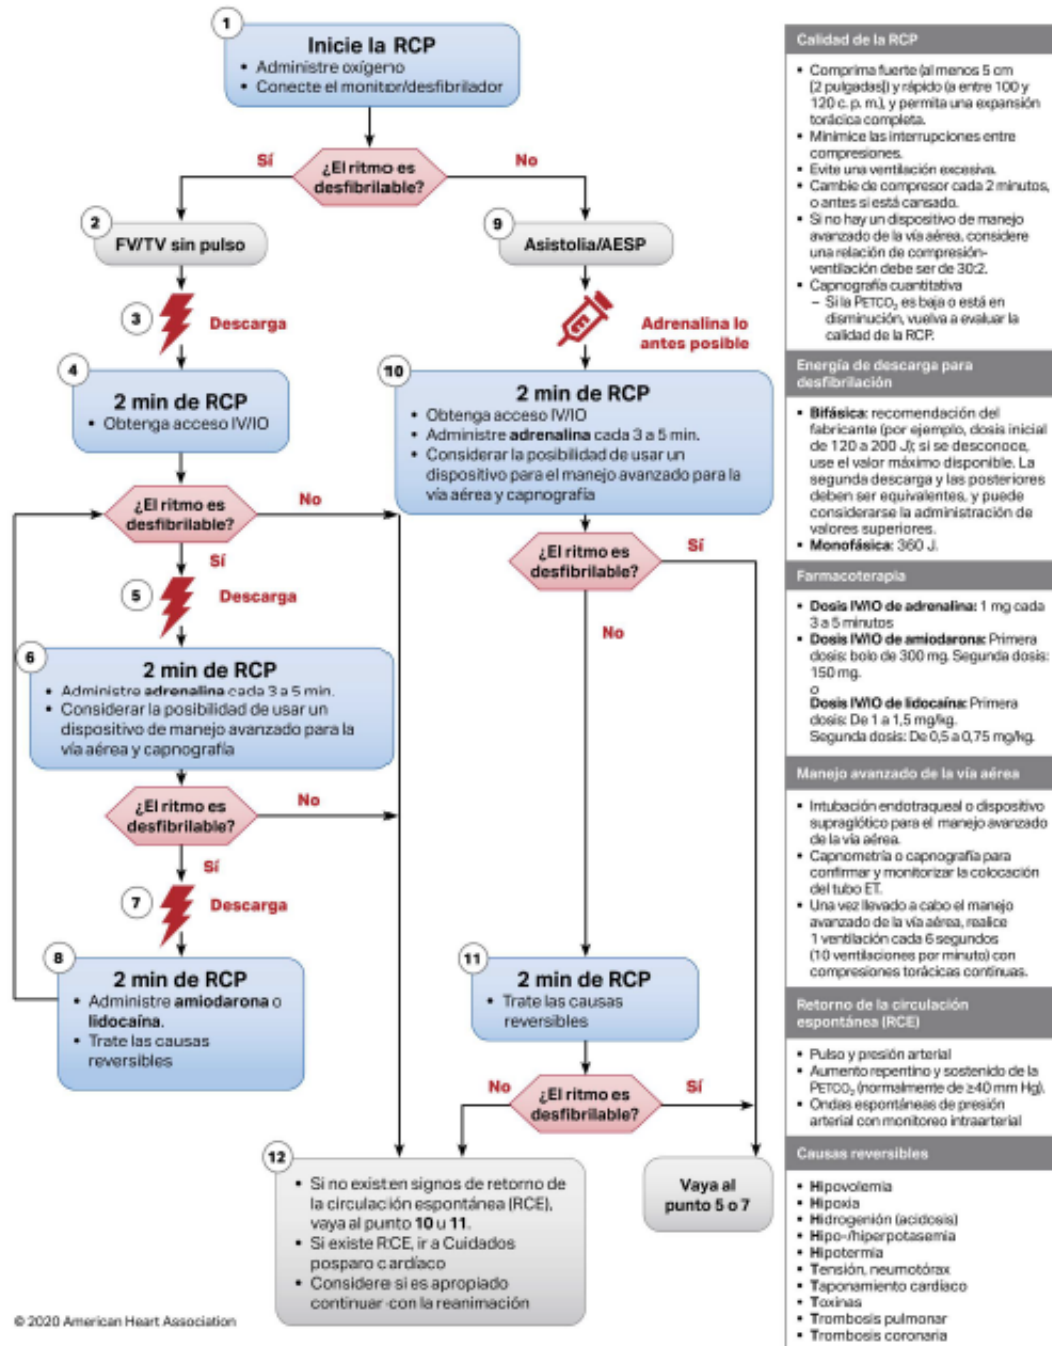 1
Inicie la RCP
• Administre oxígeno
• Conecte el monitor/desfibrilador
Sí
¿El ritmo es
desfibrilable?
No
2
FV/TV sin pulso
3
Descarga
4
2 min de RCP
• Obtenga acceso IV/IO
¿El ritmo es
desfibrilable?
No
Sí
5
Descarga
6
2 min de RCP
• Administre adrenalina cada 3 a 5 min.
• Considerar la posibilidad de usar un
dispositivo de manejo avanzado para la
vía aérea y capnografía
¿El ritmo es
desfibrilable?
No
Sí
7
Descarga
8
2 min de RCP
• Administre amiodarona o
lidocaína.
• Trate las causas
reversibles
9
Asistolia/AESP
Adrenalina lo
antes posible
10
2 min de RCP
• Obtenga acceso IV/IO
• Administre adrenalina cada 3 a 5 min.
• Considerar la posibilidad de usar un
dispositivo para el manejo avanzado para la
vía aérea y capnografía
¿El ritmo es
desfibrilable?
Sí
No
11
2 min de RCP
• Trate las causas
reversibles
No
¿El ritmo es
desfibrilable?
Sí
12
• Si no existen signos de retorno de
la circulación espontánea (RCE),
vaya al punto 10 u 11.
• Si existe RCE, ir a Cuidados
posparo cardíaco
• Considere si es apropiado
continuar con la reanimación
Vaya al
punto 5 o 7
© 2020 American Heart Association
Calidad de la RCP
• Comprima fuerte (al menos 5 cm
[2 pulgadas]) y rápido (a entre 100 y
120 c. p. m.), y permita una expansión
torácica completa.
• Minimice las interrupciones entre
compresiones.
• Evite una ventilación excesiva.
• Cambie de compresor cada 2 minutos,
o antes si está cansado.
• Si no hay un dispositivo de manejo
avanzado de la vía aérea, considere
una relación de compresión-
ventilación debe ser de 30:2.
• Capnografía cuantitativa
– Si la PETCO₂ es baja o está en
disminución, vuelva a evaluar la
calidad de la RCP.
Energía de descarga para
desfibrilación
• Bifásica: recomendación del
fabricante (por ejemplo, dosis inicial
de 120 a 200 J); si se desconoce,
use el valor máximo disponible. La
segunda descarga y las posteriores
deben ser equivalentes, y puede
considerarse la administración de
valores superiores.
• Monofásica: 360 J.
Farmacoterapia
• Dosis IV/IO de adrenalina: 1 mg cada
3 a 5 minutos
• Dosis IV/IO de amiodarona: Primera
dosis: bolo de 300 mg. Segunda dosis:
150 mg.
o
Dosis IV/IO de lidocaína: Primera
dosis: De 1 a 1,5 mg/kg.
Segunda dosis: De 0,5 a 0,75 mg/kg.
Manejo avanzado de la vía aérea
• Intubación endotraqueal o dispositivo
supraglótico para el manejo avanzado
de la vía aérea.
• Capnometría o capnografía para
confirmar y monitorizar la colocación
del tubo ET.
• Una vez llevado a cabo el manejo
avanzado de la vía aérea, realice
1 ventilación cada 6 segundos
(10 ventilaciones por minuto) con
compresiones torácicas continuas.
Retorno de la circulación
espontánea (RCE)
• Pulso y presión arterial
• Aumento repentino y sostenido de la
PETCO₂ (normalmente de ≥40 mm Hg).
• Ondas espontáneas de presión
arterial con monitoreo intraarterial
Causas reversibles
• Hipovolemia
• Hipoxia
• Hidrogenión (acidosis)
• Hipo-/hiperpotasemia
• Hipotermia
• Tensión, neumotórax
• Taponamiento cardíaco
• Toxinas
• Trombosis pulmonar
• Trombosis coronaria